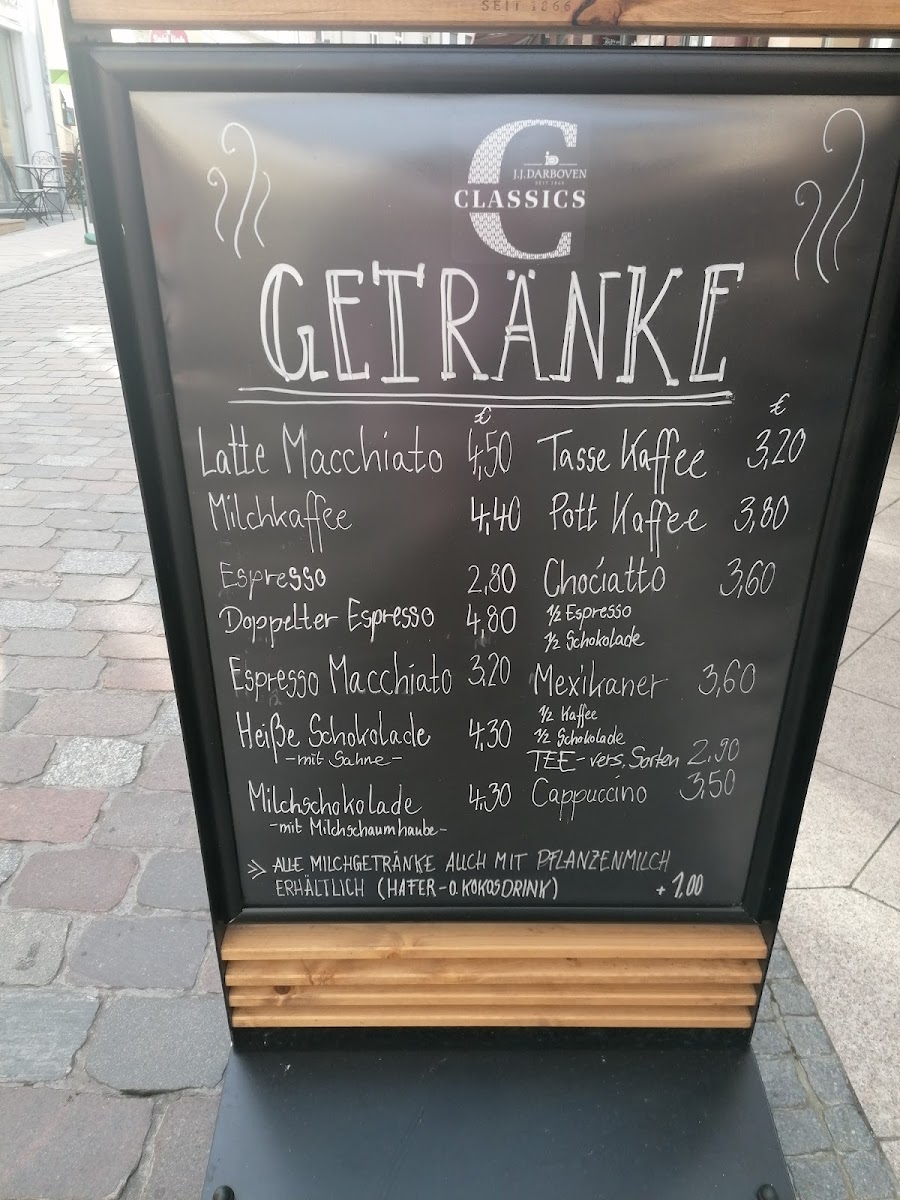 SEIT 1866
J.J.DARBOVEN
SEIT 1866
CLASSICS
GETRÄNKE
€
Latte Macchiato 4,50
Milchkaffee 4,40
Espresso 2,80
Doppelter Espresso 4,80
Espresso Macchiato 3,20
Heiße Schokolade 4,30
-mit Sahne-
Milchschokolade 4,30
-mit Milchschaumhaube-
€
Tasse Kaffee 3,20
Pott Kaffee 3,80
Chociatto 3,60
1/2 Espresso
1/2 Schokolade
Mexikaner 3,60
1/2 Kaffee
1/2 Schokolade
TEE - vers. Sorten 2,90
Cappuccino 3,50
>> ALLE MILCHGETRÄNKE AUCH MIT PFLANZENMILCH
ERHÄLTLICH (HAFER- O. KOKOSDRINK) + 1,00